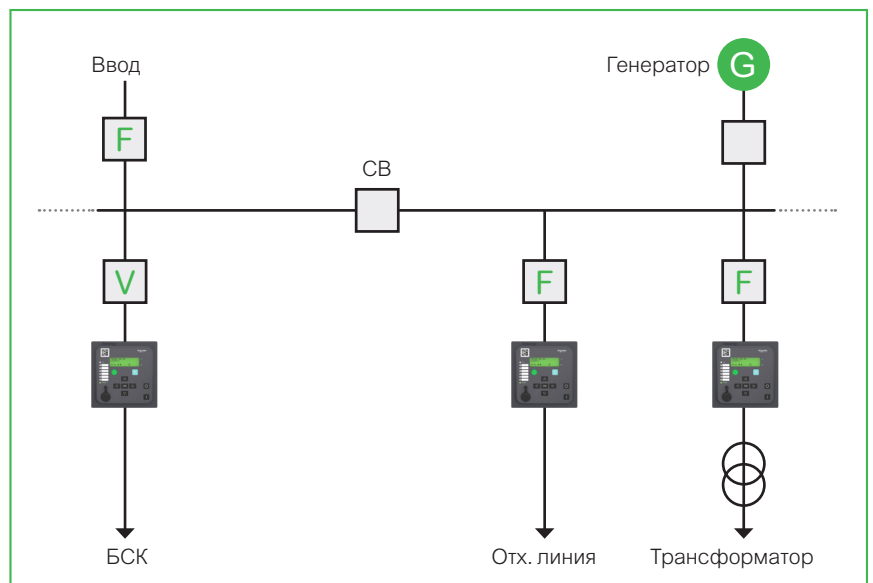 Ввод
Генератор G
F
СВ
V
F
F
БСК
Отх. линия
Трансформатор